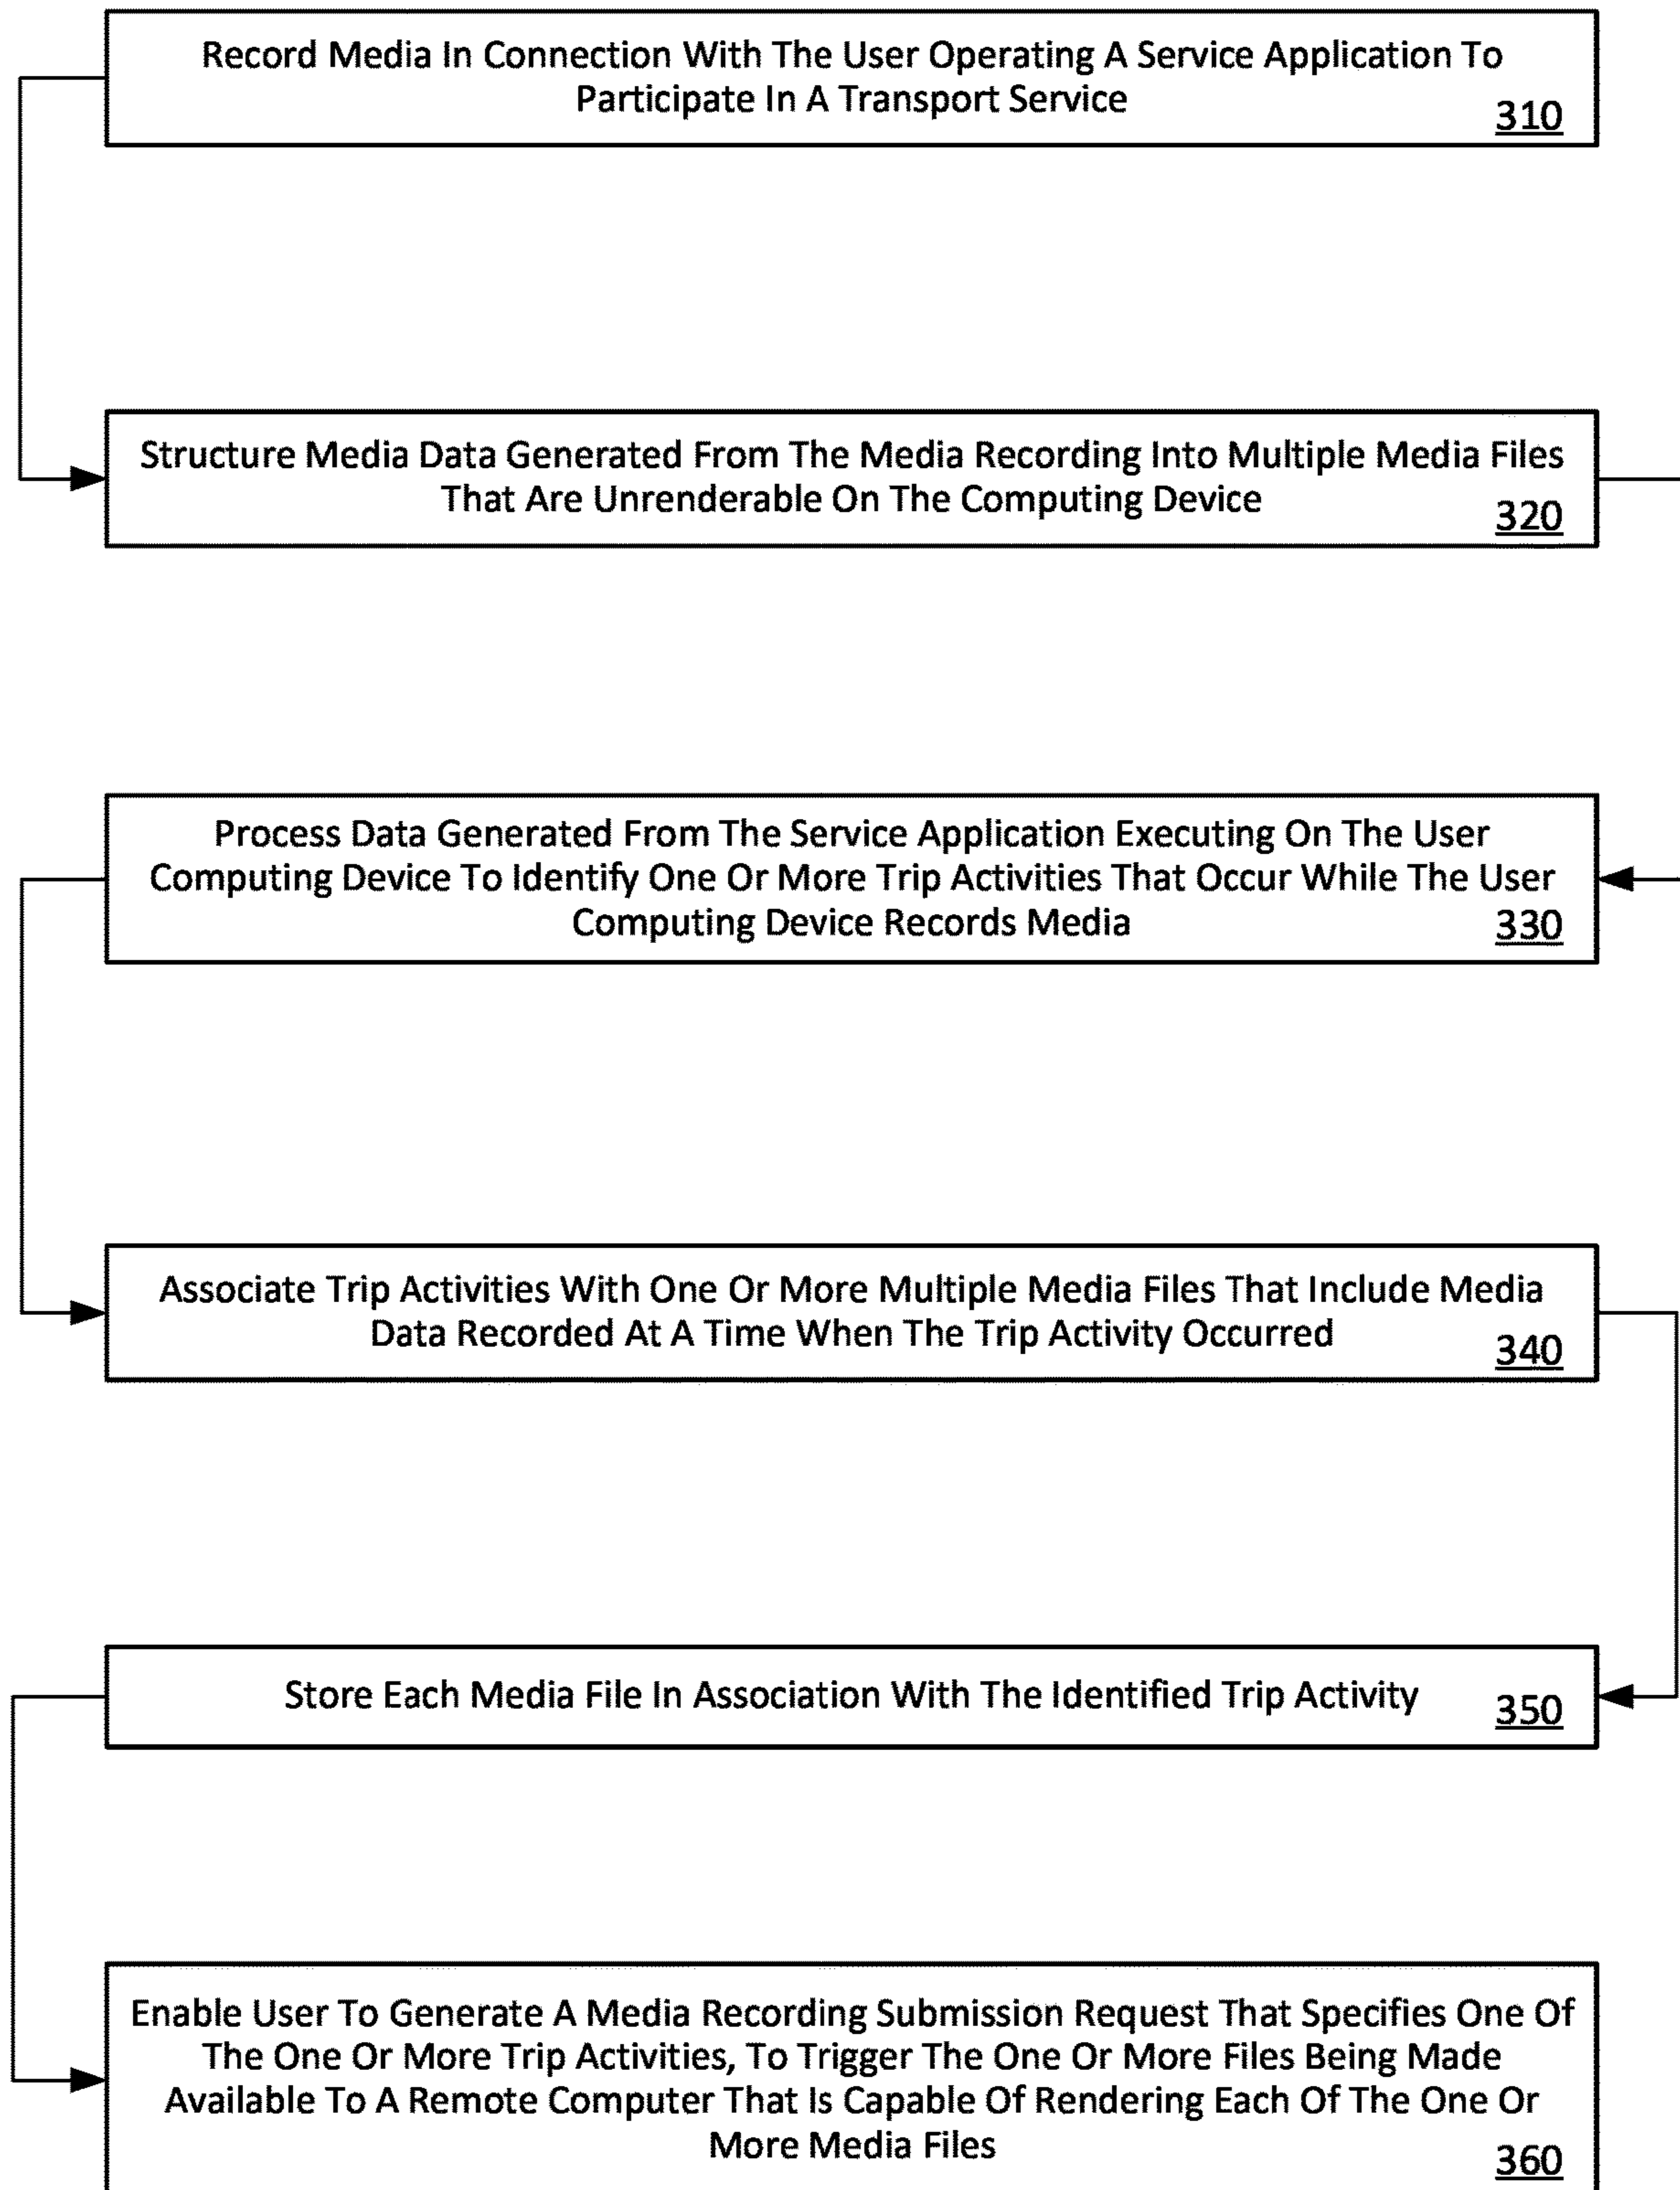 Record Media In Connection With The User Operating A Service Application To
Participate In A Transport Service
310
Structure Media Data Generated From The Media Recording Into Multiple Media Files
That Are Unrenderable On The Computing Device
320
Process Data Generated From The Service Application Executing On The User
Computing Device To Identify One Or More Trip Activities That Occur While The User
Computing Device Records Media
330
Associate Trip Activities With One Or More Multiple Media Files That Include Media
Data Recorded At A Time When The Trip Activity Occurred
340
Store Each Media File In Association With The Identified Trip Activity
350
Enable User To Generate A Media Recording Submission Request That Specifies One Of
The One Or More Trip Activities, To Trigger The One Or More Files Being Made
Available To A Remote Computer That Is Capable Of Rendering Each Of The One Or
More Media Files
360